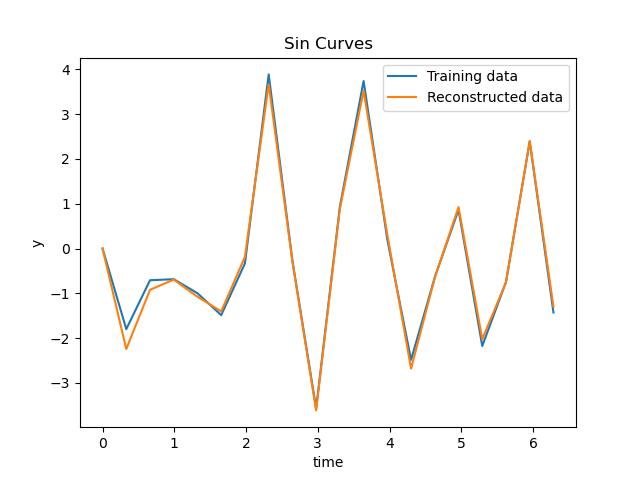 Sin Curves
Training data
Reconstructed data
4
3
2
1
0
−1
−2
−3
y
0 1 2 3 4 5 6
time